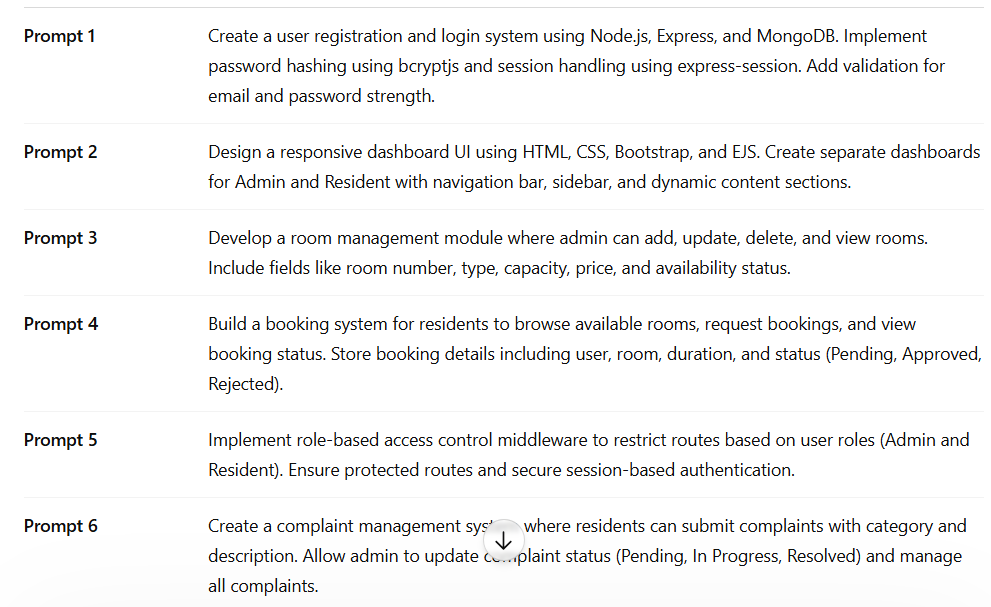 Prompt 1 Create a user registration and login system using Node.js, Express, and MongoDB. Implement
password hashing using bcryptjs and session handling using express-session. Add validation for
email and password strength.
Prompt 2 Design a responsive dashboard UI using HTML, CSS, Bootstrap, and EJS. Create separate dashboards
for Admin and Resident with navigation bar, sidebar, and dynamic content sections.
Prompt 3 Develop a room management module where admin can add, update, delete, and view rooms.
Include fields like room number, type, capacity, price, and availability status.
Prompt 4 Build a booking system for residents to browse available rooms, request bookings, and view
booking status. Store booking details including user, room, duration, and status (Pending, Approved,
Rejected).
Prompt 5 Implement role-based access control middleware to restrict routes based on user roles (Admin and
Resident). Ensure protected routes and secure session-based authentication.
Prompt 6 Create a complaint management where residents can submit complaints with category and
description. Allow admin to update status (Pending, In Progress, Resolved) and manage
all complaints.